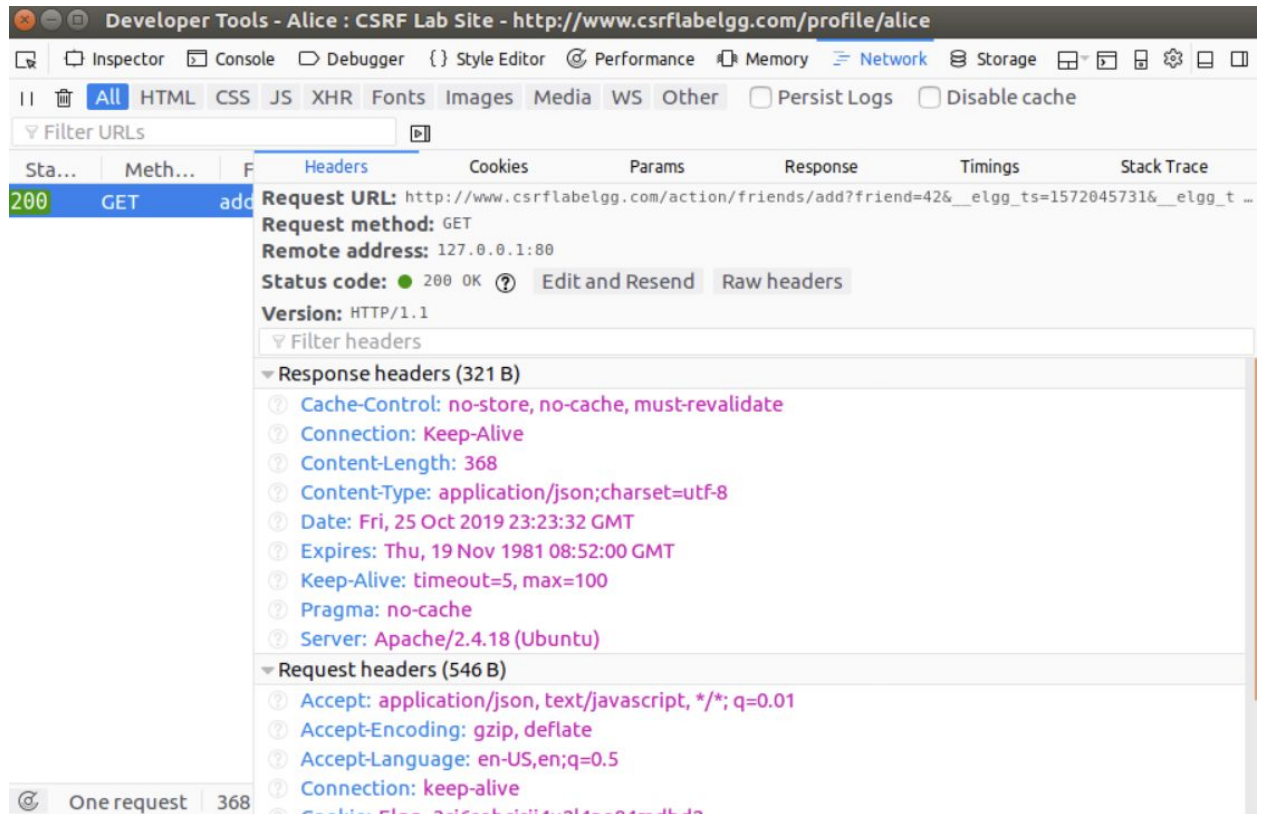 Developer Tools - Alice : CSRF Lab Site - http://www.csrflabelgg.com/profile/alice
Inspector Console Debugger {} Style Editor Performance Memory Network Storage
All HTML CSS JS XHR Fonts Images Media WS Other Persist Logs Disable cache
Filter URLs
Sta... Meth... F Headers Cookies Params Response Timings Stack Trace
200 GET add Request URL: http://www.csrflabelgg.com/action/friends/add?friend=42&__elgg_ts=1572045731&__elgg_t …
Request method: GET
Remote address: 127.0.0.1:80
Status code: 200 OK ? Edit and Resend Raw headers
Version: HTTP/1.1
Filter headers
Response headers (321 B)
? Cache-Control: no-store, no-cache, must-revalidate
? Connection: Keep-Alive
? Content-Length: 368
? Content-Type: application/json;charset=utf-8
? Date: Fri, 25 Oct 2019 23:23:32 GMT
? Expires: Thu, 19 Nov 1981 08:52:00 GMT
? Keep-Alive: timeout=5, max=100
? Pragma: no-cache
? Server: Apache/2.4.18 (Ubuntu)
Request headers (546 B)
? Accept: application/json, text/javascript, */*; q=0.01
? Accept-Encoding: gzip, deflate
? Accept-Language: en-US,en;q=0.5
? Connection: keep-alive
One request 368